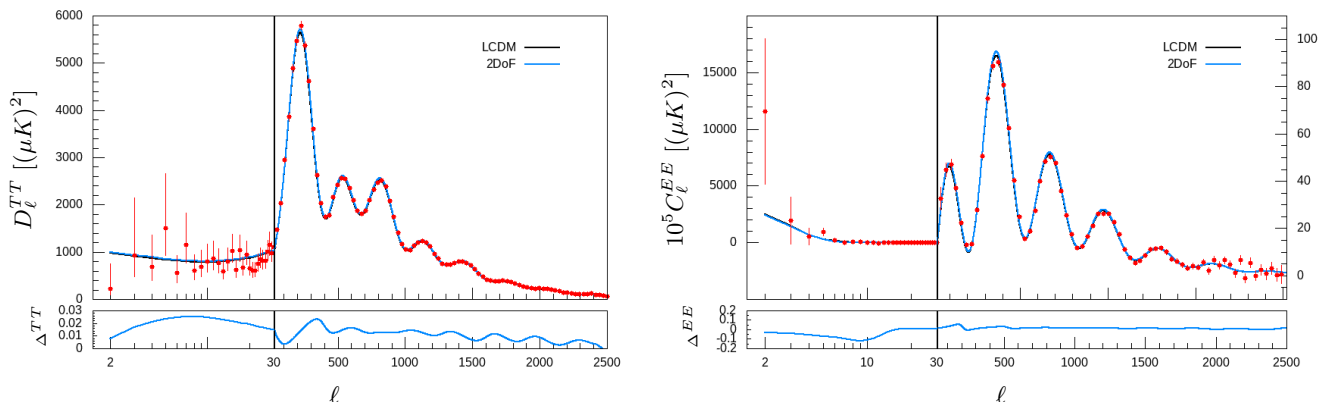 6000
5000
4000
3000
2000
1000
0
D_ℓ^{TT} [(μK)^2]
LCDM
2DoF
0.03
0.02
0.01
0
Δ^{TT}
2 30 500 1000 1500 2000 2500
ℓ
15000
10000
5000
0
10^5 C_ℓ^{EE} [(μK)^2]
LCDM
2DoF
100
80
60
40
20
0
0.2
0.1
0
-0.1
-0.2
Δ^{EE}
2 10 30 500 1000 1500 2000 2500
ℓ